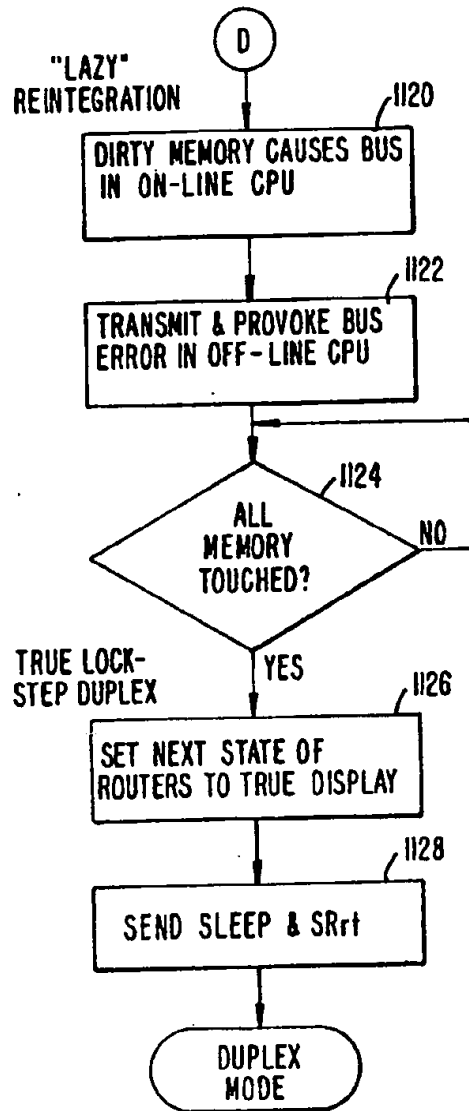 D
"LAZY"
REINTEGRATION
1120
DIRTY MEMORY CAUSES BUS
IN ON-LINE CPU
1122
TRANSMIT & PROVOKE BUS
ERROR IN OFF-LINE CPU
1124
ALL
MEMORY
TOUCHED?
NO
YES
TRUE LOCK-
STEP DUPLEX
1126
SET NEXT STATE OF
ROUTERS TO TRUE DISPLAY
1128
SEND SLEEP & SRrt
DUPLEX
MODE